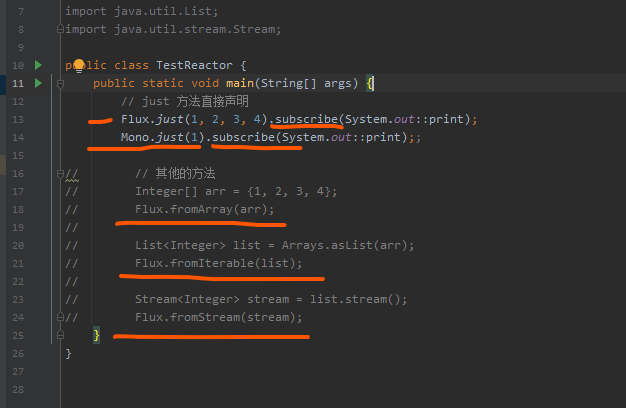 7 import java.util.List;
8 import java.util.stream.Stream;
9
10 public class TestReactor {
11 public static void main(String[] args) {
12 // just 方法直接声明
13 Flux.just(1, 2, 3, 4).subscribe(System.out::print);
14 Mono.just(1).subscribe(System.out::print);;
15
16 // // 其他的方法
17 // Integer[] arr = {1, 2, 3, 4};
18 // Flux.fromArray(arr);
19 //
20 // List<Integer> list = Arrays.asList(arr);
21 // Flux.fromIterable(list);
22 //
23 // Stream<Integer> stream = list.stream();
24 // Flux.fromStream(stream);
25 }
26 }
27
28